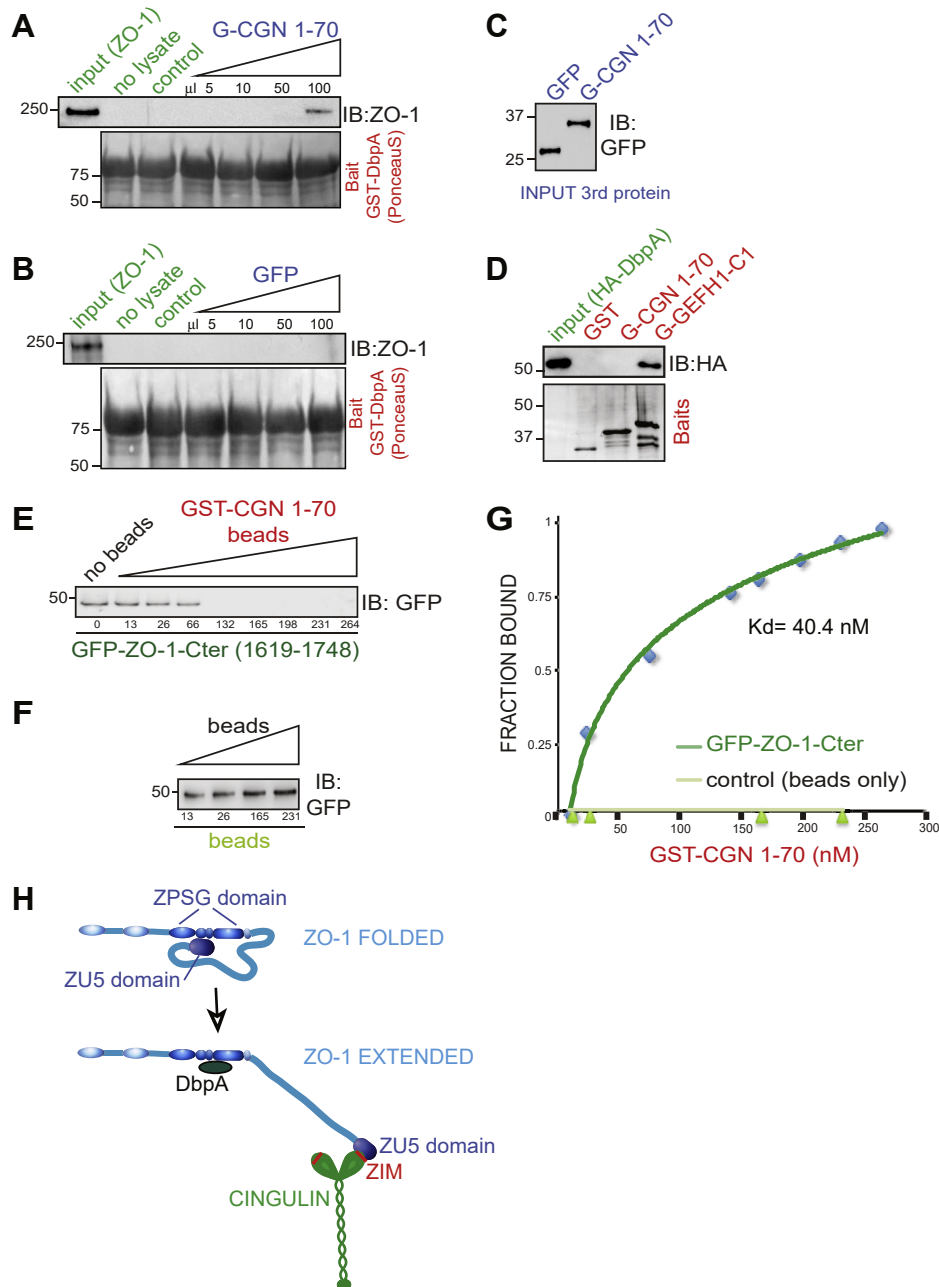 A
input (ZO-1)
no lysate
control
G-CGN 1-70
µl 5 10 50 100
250
IB:ZO-1
75
50
Bait
GST-DbpA
(PonceauS)
B
input (ZO-1)
no lysate
control
GFP
µl 5 10 50 100
250
IB:ZO-1
75
50
Bait
GST-DbpA
(PonceauS)
C
GFP
G-CGN 1-70
37
25
IB:
GFP
INPUT 3rd protein
D
input (HA-DbpA)
GST
G-CGN 1-70
G-GEFH1-C1
50
IB:HA
50
37
Baits
E
no beads
GST-CGN 1-70
beads
50
IB: GFP
0 13 26 66 132 165 198 231 264
GFP-ZO-1-Cter (1619-1748)
F
beads
50
IB:
GFP
13 26 165 231
beads
G
FRACTION BOUND
1
0.75
0.5
0.25
0
Kd= 40.4 nM
GFP-ZO-1-Cter
control (beads only)
50 100 150 200 250 300
GST-CGN 1-70 (nM)
H
ZPSG domain
ZO-1 FOLDED
ZU5 domain
ZO-1 EXTENDED
DbpA
ZU5 domain
ZIM
CINGULIN